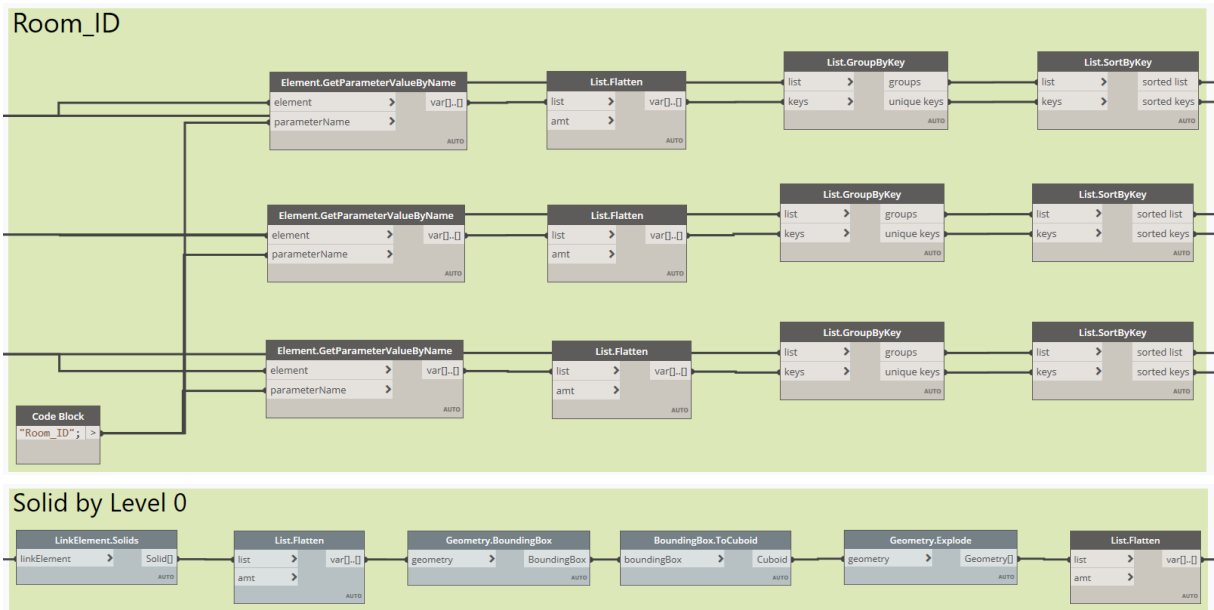 Room_ID
Element.GetParameterValueByName
element > var[]..[]
parameterName >
AUTO
List.Flatten
list > var[]..[]
amt >
AUTO
List.GroupByKey
list > groups
keys > unique keys
AUTO
List.SortByKey
list > sorted list
keys > sorted keys
AUTO
Element.GetParameterValueByName
element > var[]..[]
parameterName >
AUTO
List.Flatten
list > var[]..[]
amt >
AUTO
List.GroupByKey
list > groups
keys > unique keys
AUTO
List.SortByKey
list > sorted list
keys > sorted keys
AUTO
Element.GetParameterValueByName
element > var[]..[]
parameterName >
AUTO
List.Flatten
list > var[]..[]
amt >
AUTO
List.GroupByKey
list > groups
keys > unique keys
AUTO
List.SortByKey
list > sorted list
keys > sorted keys
AUTO
Code Block
"Room_ID"; >
Solid by Level 0
LinkElement.Solids
linkElement > Solid[]
AUTO
List.Flatten
list > var[]..[]
amt >
AUTO
Geometry.BoundingBox
geometry > BoundingBox
AUTO
BoundingBox.ToCuboid
boundingBox > Cuboid
AUTO
Geometry.Explode
geometry > Geometry[]
AUTO
List.Flatten
list > var[]..[]
amt >
AUTO